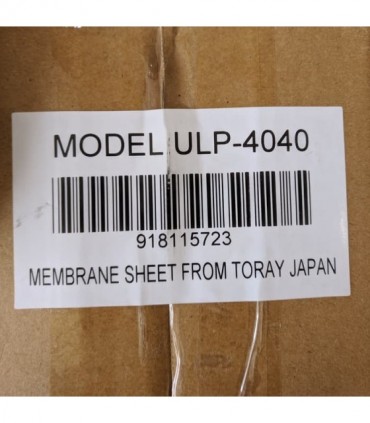 MODEL ULP-4040
918115723
MEMBRANE SHEET FROM TORAY JAPAN